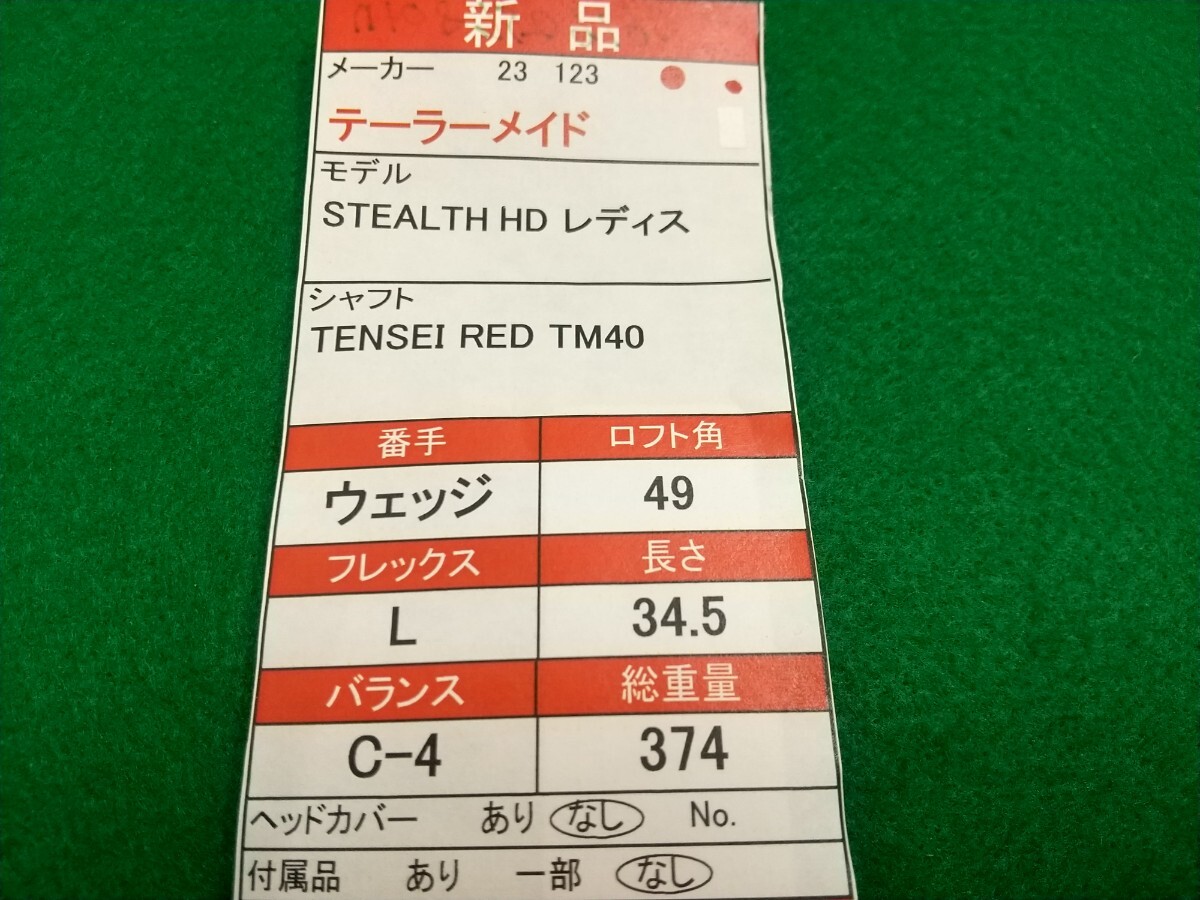 新品
メーカー 23 123
テーラーメイド
モデル
STEALTH HD レディス
シャフト
TENSEI RED TM40
番手 ロフト角
ウェッジ 49
フレックス 長さ
L 34.5
バランス 総重量
C-4 374
ヘッドカバー あり なし No.
付属品 あり 一部 なし